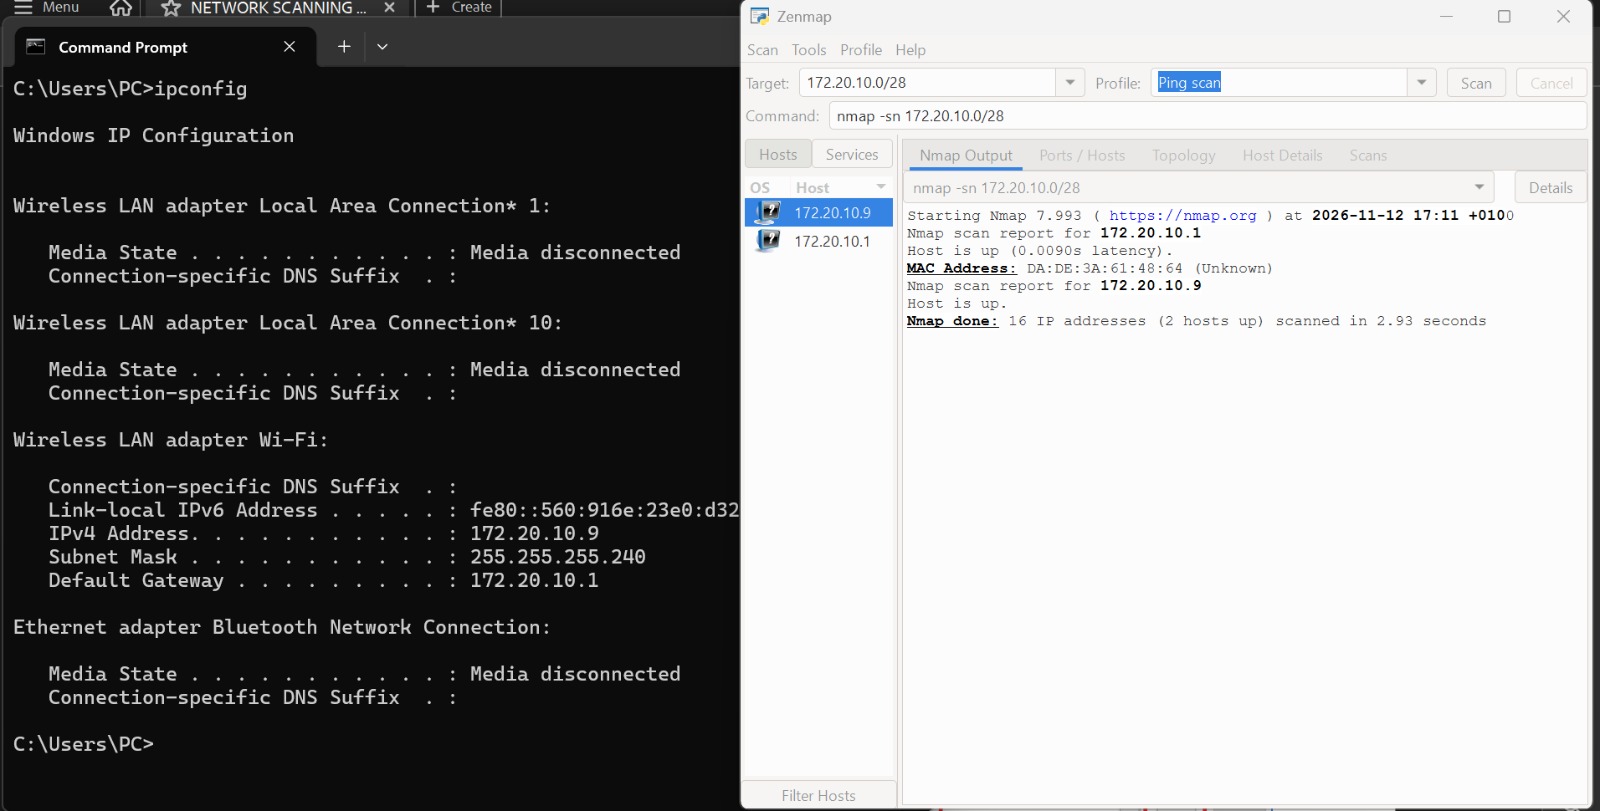 Menu
NETWORK SCANNING ...
Create
Command Prompt
C:\Users\PC>ipconfig
Windows IP Configuration
Wireless LAN adapter Local Area Connection* 1:
Media State . . . . . . . . . . . : Media disconnected
Connection-specific DNS Suffix  . :
Wireless LAN adapter Local Area Connection* 10:
Media State . . . . . . . . . . . : Media disconnected
Connection-specific DNS Suffix  . :
Wireless LAN adapter Wi-Fi:
Connection-specific DNS Suffix  . :
Link-local IPv6 Address . . . . . : fe80::560:916e:23e0:d32
IPv4 Address. . . . . . . . . . . : 172.20.10.9
Subnet Mask . . . . . . . . . . . : 255.255.255.240
Default Gateway . . . . . . . . . : 172.20.10.1
Ethernet adapter Bluetooth Network Connection:
Media State . . . . . . . . . . . : Media disconnected
Connection-specific DNS Suffix  . :
C:\Users\PC>
Zenmap
Scan Tools Profile Help
Target: 172.20.10.0/28 Profile: Ping scan Scan Cancel
Command: nmap -sn 172.20.10.0/28
Hosts Services
OS Host
172.20.10.9
172.20.10.1
Filter Hosts
Nmap Output Ports / Hosts Topology Host Details Scans
nmap -sn 172.20.10.0/28 Details
Starting Nmap 7.993 ( https://nmap.org ) at 2026-11-12 17:11 +0100
Nmap scan report for 172.20.10.1
Host is up (0.0090s latency).
MAC Address: DA:DE:3A:61:48:64 (Unknown)
Nmap scan report for 172.20.10.9
Host is up.
Nmap done: 16 IP addresses (2 hosts up) scanned in 2.93 seconds